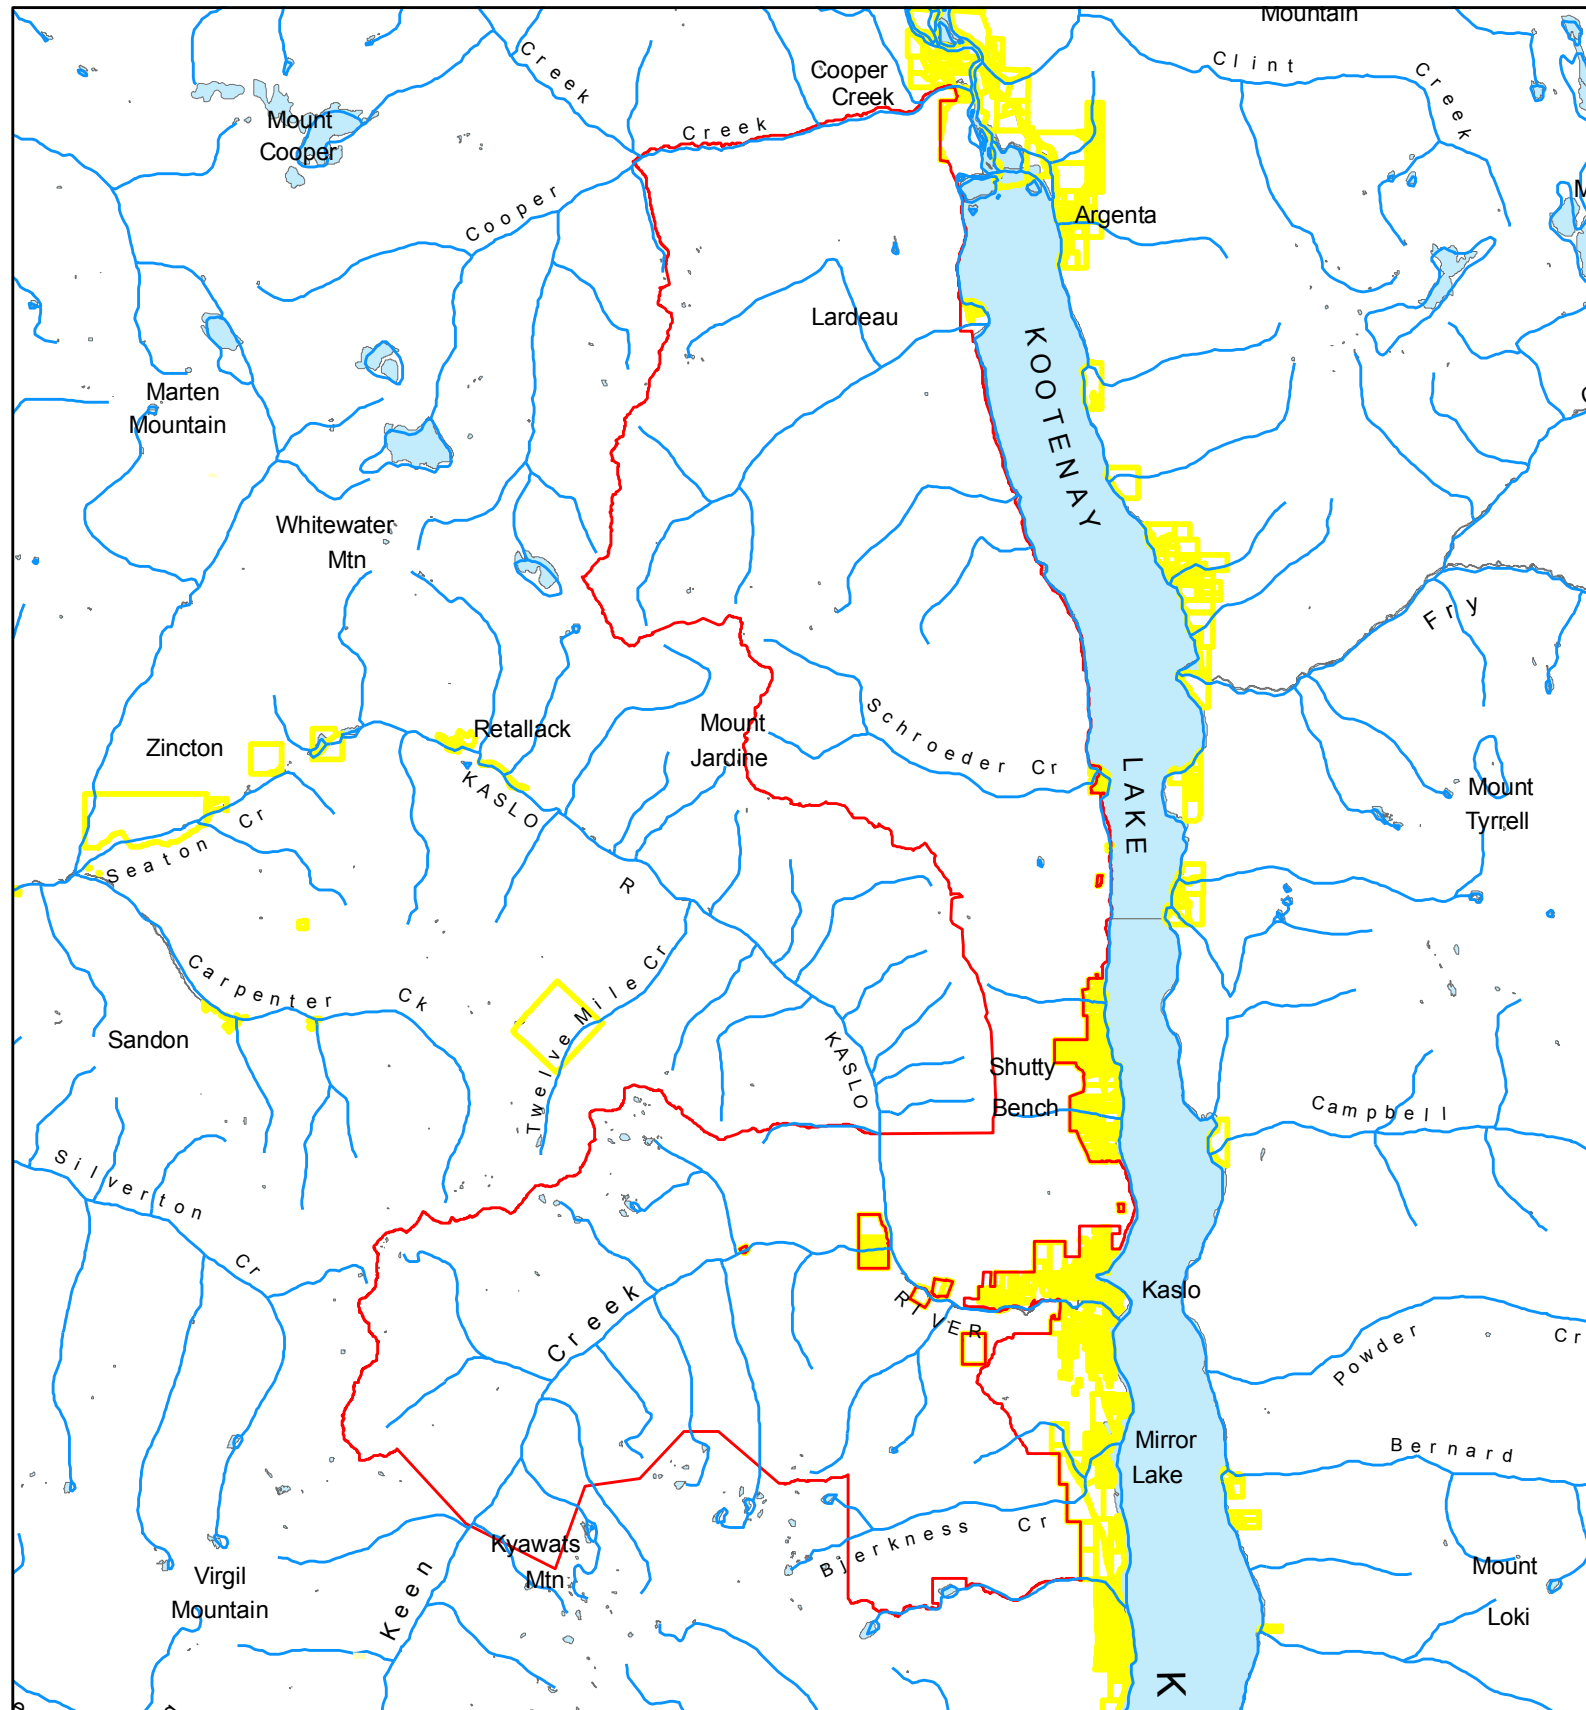 Mountain
Clint
Creek
Creek
Cooper
Creek
Mount
Cooper
Creek
Cooper
Argenta
Lardeau
KOOTENAY
Marten
Mountain
Whitewater
Mtn
Fry
Schroeder Cr
Mount
Jardine
Retallack
Zincton
KASLO
LAKE
Mount
Tyrrell
Seaton Cr
R
Carpenter Ck
Twelve Mile Cr
Sandon
KASLO
Shutty
Bench
Campbell
Silverton
Cr
Kaslo
RIVER
Creek
Powder Cr
Mirror
Lake
Bernard
Bjerkness Cr
Kyawats
Mtn
Keen
Virgil
Mountain
Mount
Loki
K